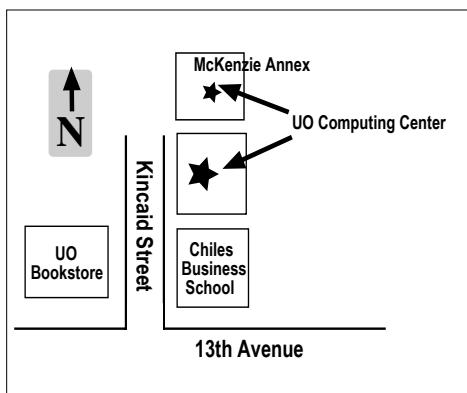 McKenzie Annex
UO Computing Center
N
Kincaid Street
UO
Bookstore
Chiles
Business
School
13th Avenue